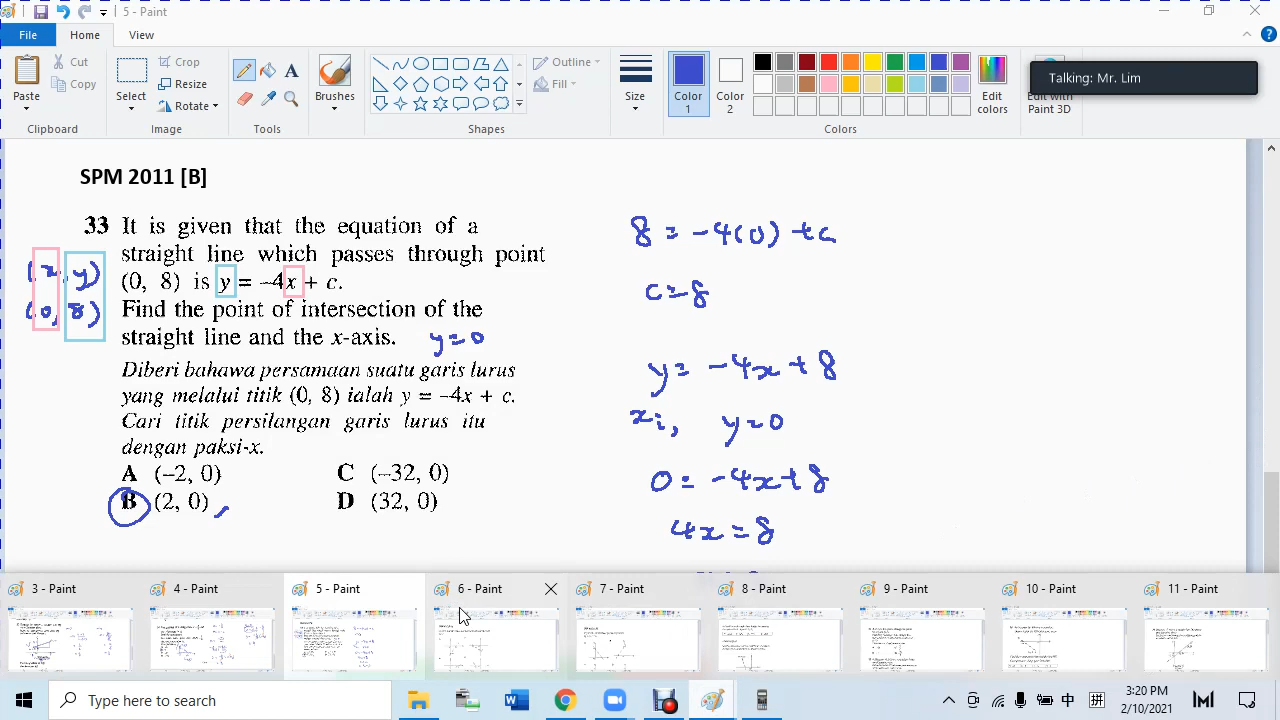 5 - Paint
File Home View
Cut
Copy
Paste
Clipboard
Select
Crop
Resize
Rotate
Image
A
Tools
Brushes
Shapes
Outline
Fill
Size
Color 1
Color 2
Colors
Edit colors
Edit with Paint 3D
Talking: Mr. Lim
SPM 2011 [B]
33 It is given that the equation of a
straight line which passes through point
(0, 8) is y = –4x + c.
Find the point of intersection of the
straight line and the x-axis. y = 0
(x, y)
(0, 8)
Diberi bahawa persamaan suatu garis lurus
yang melalui titik (0, 8) ialah y = –4x + c.
Cari titik persilangan garis lurus itu
dengan paksi-x.
A (–2, 0) C (–32, 0)
B (2, 0) D (32, 0)
8 = -4(0) + c
c = 8
y = -4x + 8
xi, y = 0
0 = -4x + 8
4x = 8
3 - Paint 4 - Paint 5 - Paint 6 - Paint 7 - Paint 8 - Paint 9 - Paint 10 - Paint 11 - Paint
Type here to search
中 拼
3:20 PM
2/10/2021